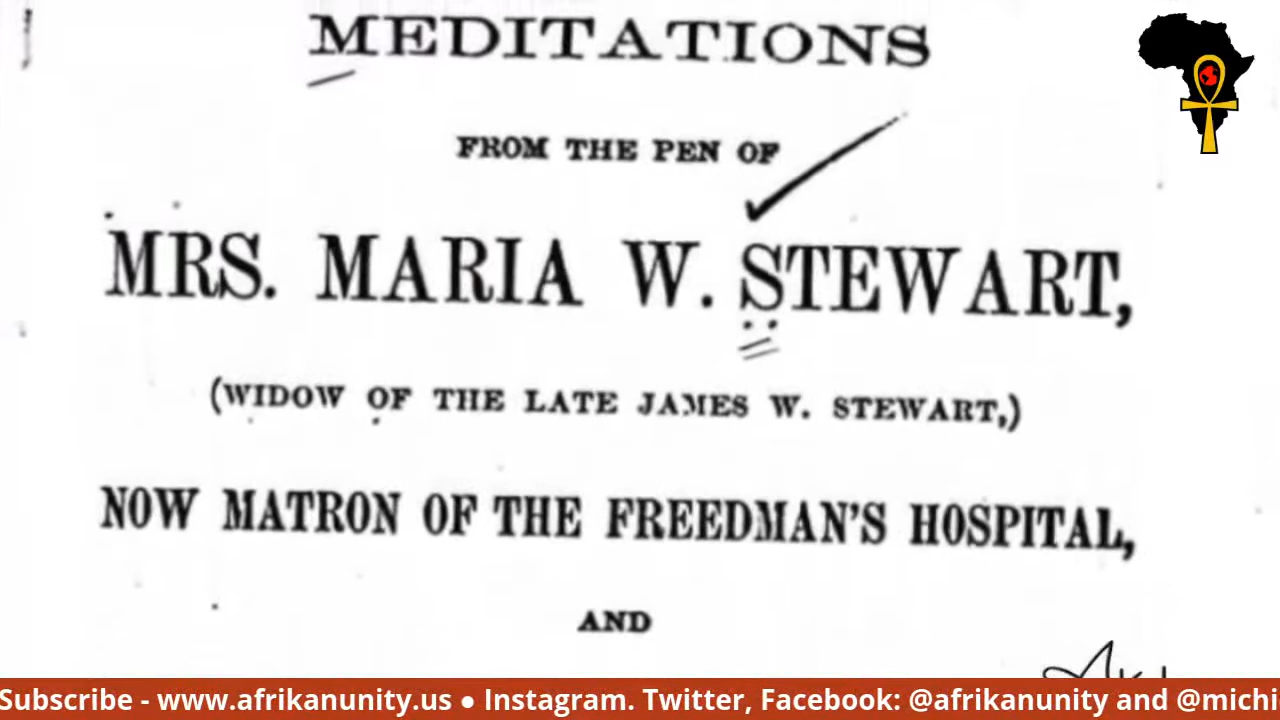 MEDITATIONS
FROM THE PEN OF
MRS. MARIA W. STEWART,
(WIDOW OF THE LATE JAMES W. STEWART,)
NOW MATRON OF THE FREEDMAN'S HOSPITAL,
AND
Subscribe - www.afrikanunity.us ● Instagram. Twitter, Facebook: @afrikanunity and @michi